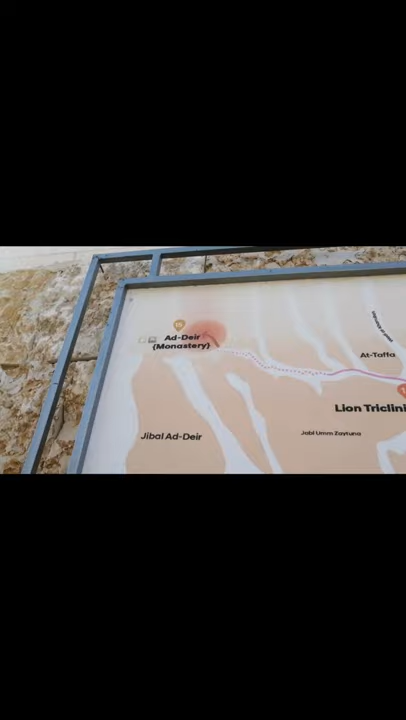 Ad-Deir
(Monastery)
At-Taffa
Lion Triclini
Jabl Umm Zaytuna
Jibal Ad-Deir